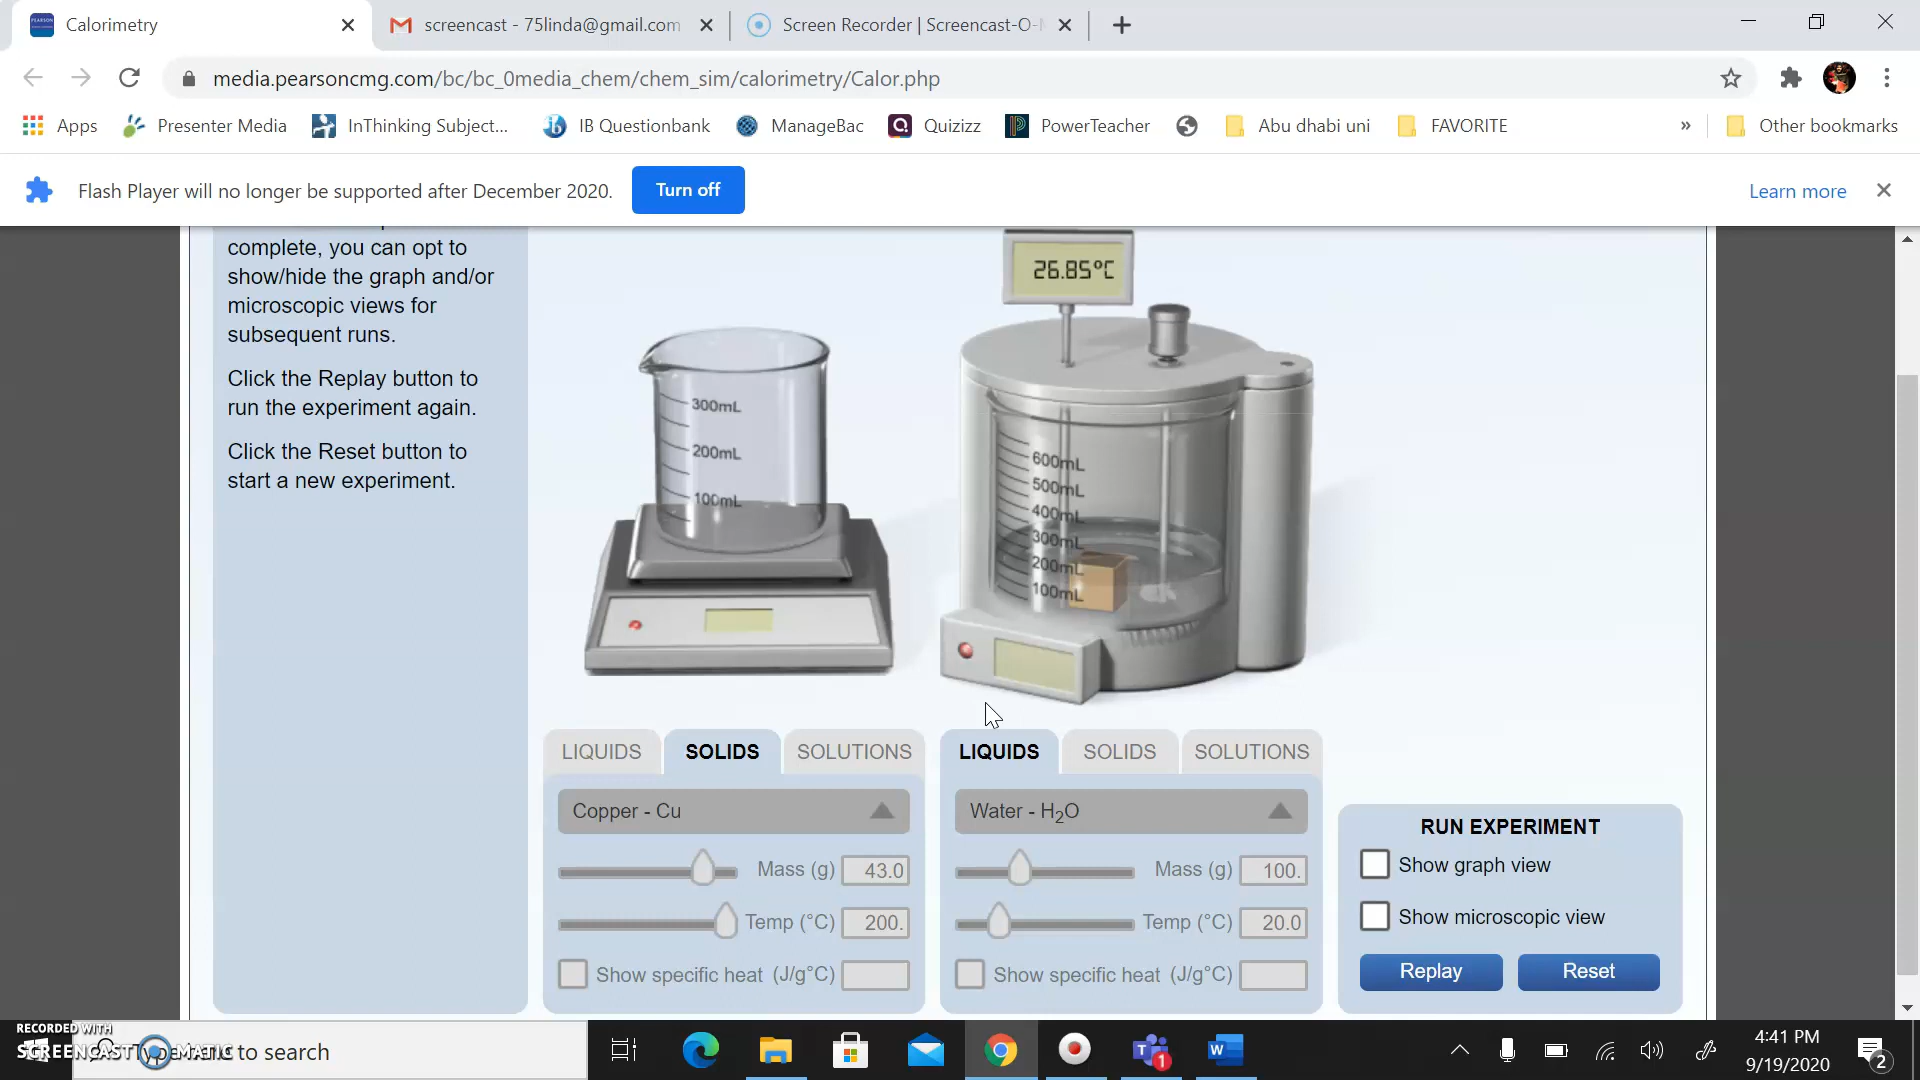 Calorimetry
screencast - 75linda@gmail.com
Screen Recorder | Screencast-O-
media.pearsoncmg.com/bc/bc_0media_chem/chem_sim/calorimetry/Calor.php
Apps
Presenter Media
InThinking Subject...
IB Questionbank
ManageBac
Quizizz
PowerTeacher
Abu dhabi uni
FAVORITE
»
Other bookmarks
Flash Player will no longer be supported after December 2020.
Turn off
Learn more
complete, you can opt to
show/hide the graph and/or
microscopic views for
subsequent runs.
Click the Replay button to
run the experiment again.
Click the Reset button to
start a new experiment.
26.85°C
300mL
200mL
100mL
600mL
500mL
400mL
300mL
200mL
100mL
LIQUIDS SOLIDS SOLUTIONS
Copper - Cu
Mass (g) 43.0
Temp (°C) 200.
Show specific heat (J/g°C)
LIQUIDS SOLIDS SOLUTIONS
Water - H₂O
Mass (g) 100.
Temp (°C) 20.0
Show specific heat (J/g°C)
RUN EXPERIMENT
Show graph view
Show microscopic view
Replay
Reset
RECORDED WITH
SCREENCAST MATIC
to search
4:41 PM
9/19/2020
1
2